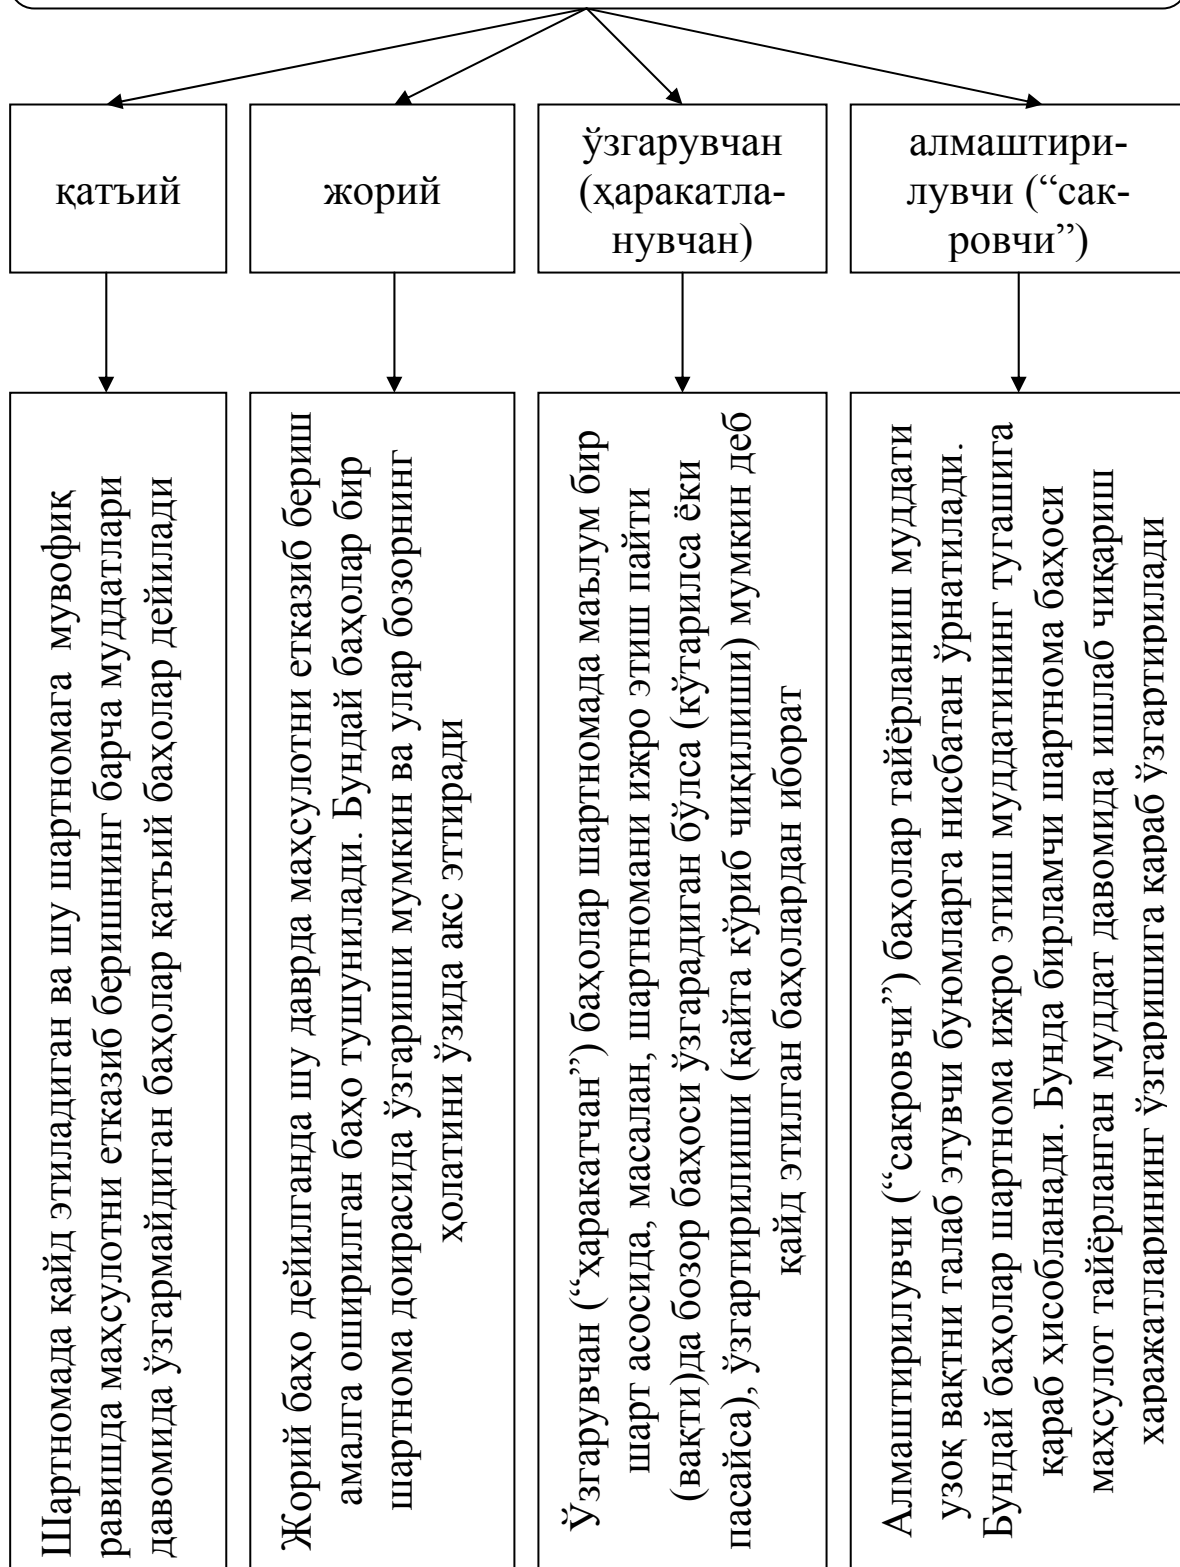 қатъий
жорий
ўзгарувчан
(ҳаракатла-
нувчан)
алмаштири-
лувчи (“сак-
ровчи”)
Шартномада қайд этиладиган ва шу шартномага мувофиқ
равишда маҳсулотни етказиб беришнинг барча муддатлари
давомида ўзгармайдиган баҳолар қатъий баҳолар дейилади
Жорий баҳо дейилганда шу даврда маҳсулотни етказиб бериш
амалга оширилган баҳо тушунилади. Бундай баҳолар бир
шартнома доирасида ўзгариши мумкин ва улар бозорнинг
ҳолатини ўзида акс эттиради
Ўзгарувчан (“ҳаракатчан”) баҳолар шартномада маълум бир
шарт асосида, масалан, шартномани ижро этиш пайти
(вақти)да бозор баҳоси ўзгарадиган бўлса (кўтарилса ёки
пасайса), ўзгартирилиши (қайта кўриб чиқилиши) мумкин деб
қайд этилган баҳолардан иборат
Алмаштирилувчи (“сакровчи”) баҳолар тайёрланиш муддати
узоқ вақтни талаб этувчи буюмларга нисбатан ўрнатилади.
Бундай баҳолар шартнома ижро этиш муддатининг тугашига
қараб ҳисобланади. Бунда бирламчи шартнома баҳоси
маҳсулот тайёрланган муддат давомида ишлаб чиқариш
харажатларининг ўзгаришига қараб ўзгартирилади